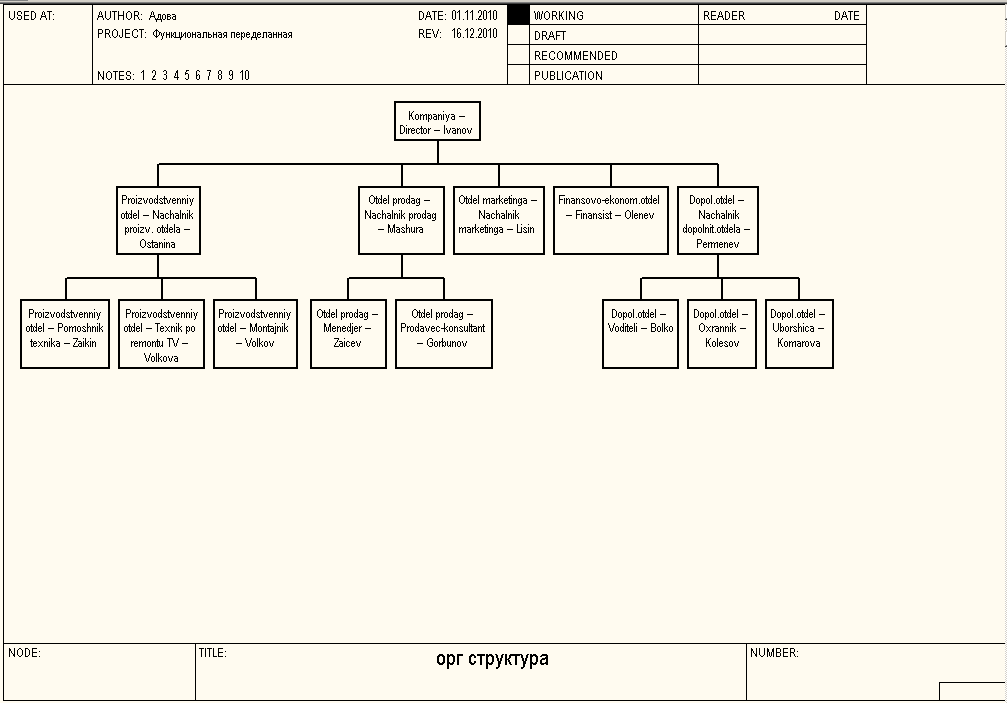 USED AT:
AUTHOR: Адова
DATE: 01.11.2010
PROJECT: Функциональная переделанная
REV: 16.12.2010
NOTES: 1 2 3 4 5 6 7 8 9 10
WORKING
DRAFT
RECOMMENDED
PUBLICATION
READER
DATE
Kompaniya –
Director – Ivanov
Proizvodstvenniy
otdel – Nachalnik
proizv. otdela –
Ostanina
Otdel prodag –
Nachalnik prodag
– Mashura
Otdel marketinga –
Nachalnik
marketinga – Lisin
Finansovo-ekonom.otdel
– Finansist – Olenev
Dopol.otdel –
Nachalnik
dopolnit.otdela –
Permenev
Proizvodstvenniy
otdel – Pomoshnik
texnika – Zaikin
Proizvodstvenniy
otdel – Texnik po
remontu TV –
Volkova
Proizvodstvenniy
otdel – Montajnik
– Volkov
Otdel prodag –
Menedjer –
Zaicev
Otdel prodag –
Prodavec-konsultant
– Gorbunov
Dopol.otdel –
Voditeli – Bolko
Dopol.otdel –
Oxrannik –
Kolesov
Dopol.otdel –
Uborshica –
Komarova
NODE:
TITLE:
орг структура
NUMBER: